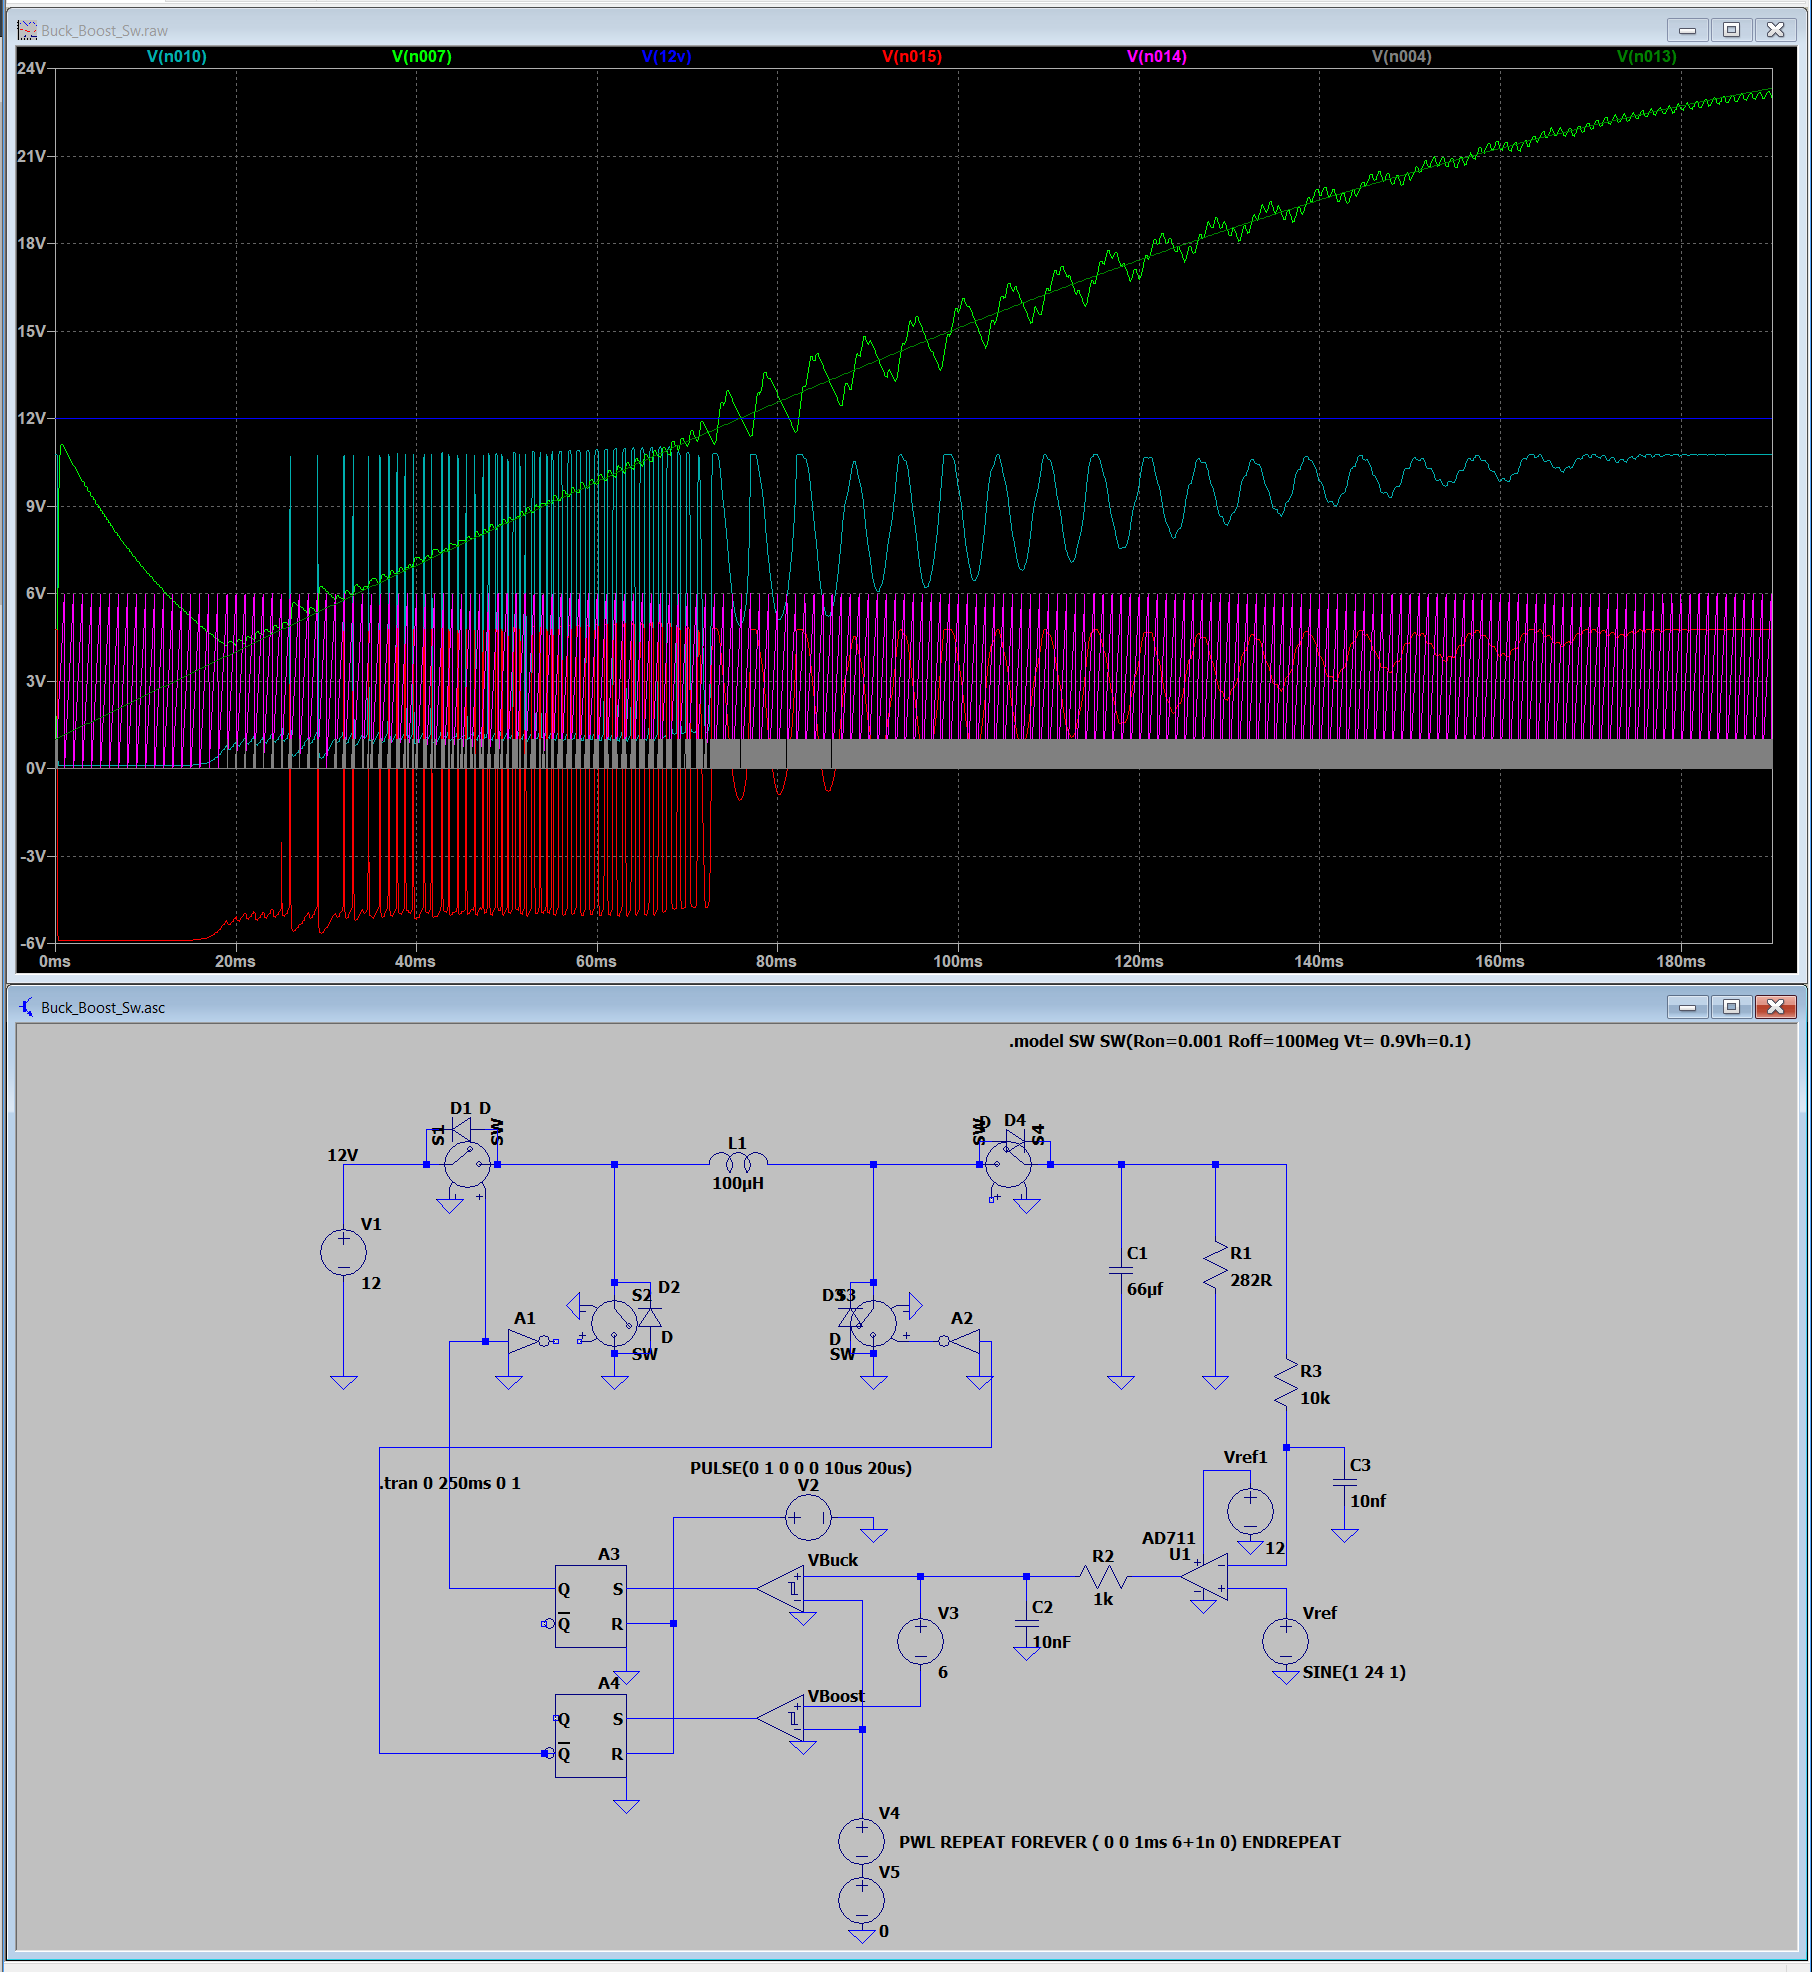 Buck_Boost_Sw.raw
V(n010) V(n007) V(12v) V(n015) V(n014) V(n004) V(n013)
24V
21V
18V
15V
12V
9V
6V
3V
0V
-3V
-6V
0ms 20ms 40ms 60ms 80ms 100ms 120ms 140ms 160ms 180ms
Buck_Boost_Sw.asc
.model SW SW(Ron=0.001 Roff=100Meg Vt= 0.9Vh=0.1)
D1 D
S1 SW
12V
V1
12
L1
100µH
SW D D4 S4
C1
66µf
R1
282R
A1
S2 D2
D
SW
D3 S3
D
SW
A2
R3
10k
C3
10nf
Vref1
12
.tran 0 250ms 0 1
PULSE(0 1 0 0 0 10us 20us)
V2
AD711
U1
R2
1k
VBuck
A3
Q S
Q R
V3
6
C2
10nF
Vref
SINE(1 24 1)
A4
Q S
Q R
VBoost
V4
PWL REPEAT FOREVER ( 0 0 1ms 6+1n 0) ENDREPEAT
V5
0